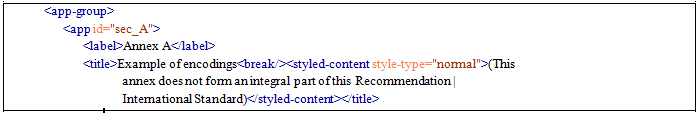 <app-group>
<app id="sec_A">
<label>Annex A</label>
<title>Example of encodings<break/><styled-content style-type="normal">(This
annex does not form an integral part of this Recommendation |
International Standard)</styled-content></title>